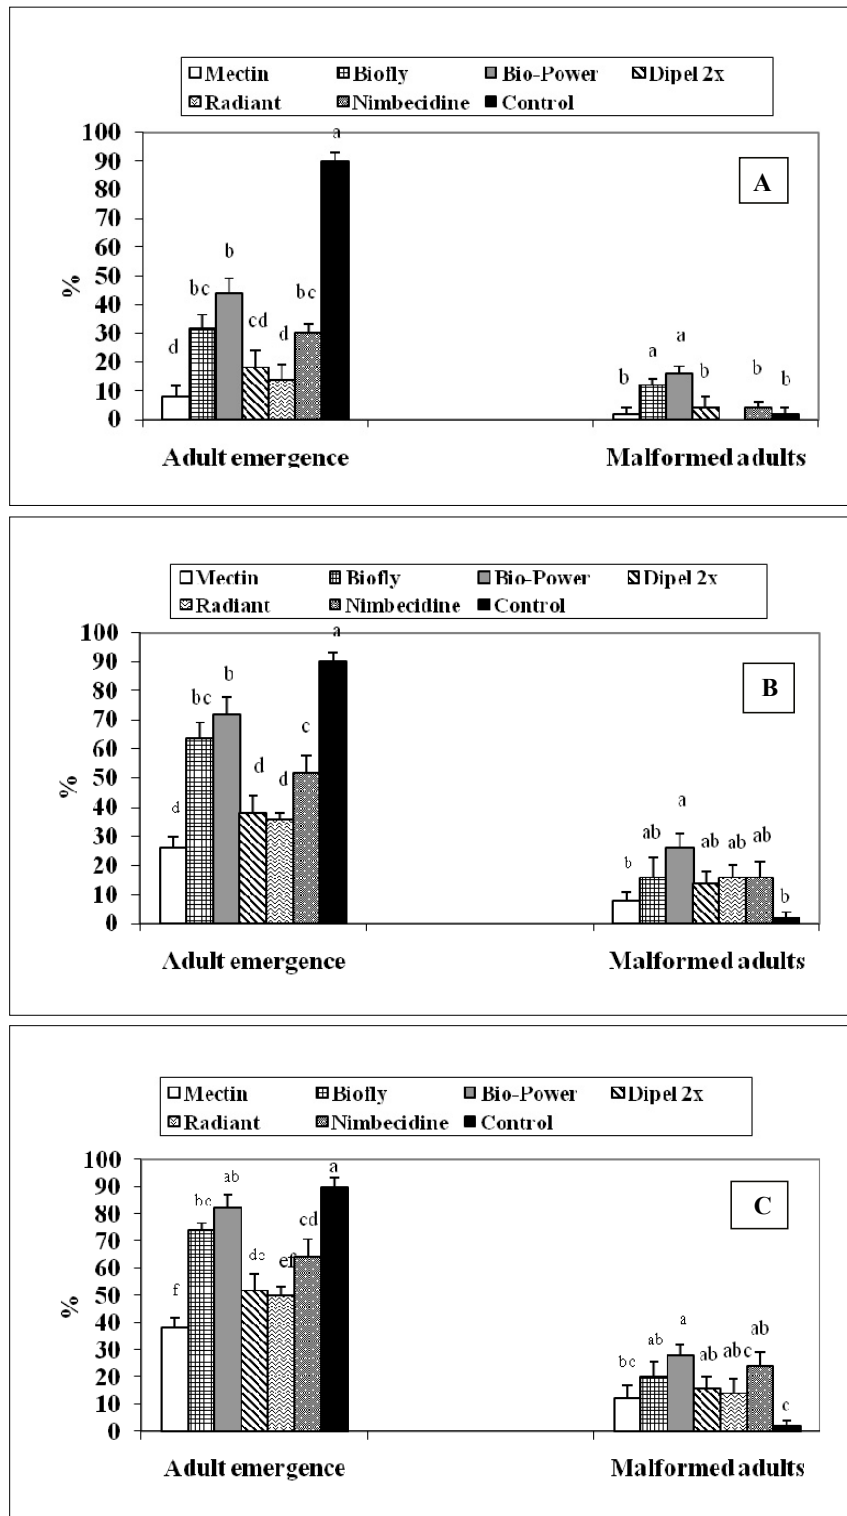 Mectin Biofly Bio-Power Dipel 2x
Radiant Nimbecidine Control
100
90
80
70
60
50
40
30
20
10
0
%
A
d bc b cd d bc a
b a a b b b
Adult emergence Malformed adults
Mectin Biofly Bio-Power Dipel 2x
Radiant Nimbecidine Control
100
90
80
70
60
50
40
30
20
10
0
%
B
d bc b d d c a
b ab a ab ab ab b
Adult emergence Malformed adults
Mectin Biofly Bio-Power Dipel 2x
Radiant Nimbecidine Control
100
90
80
70
60
50
40
30
20
10
0
%
C
f bc ab de ef cd a
bc ab a ab abc ab c
Adult emergence Malformed adults